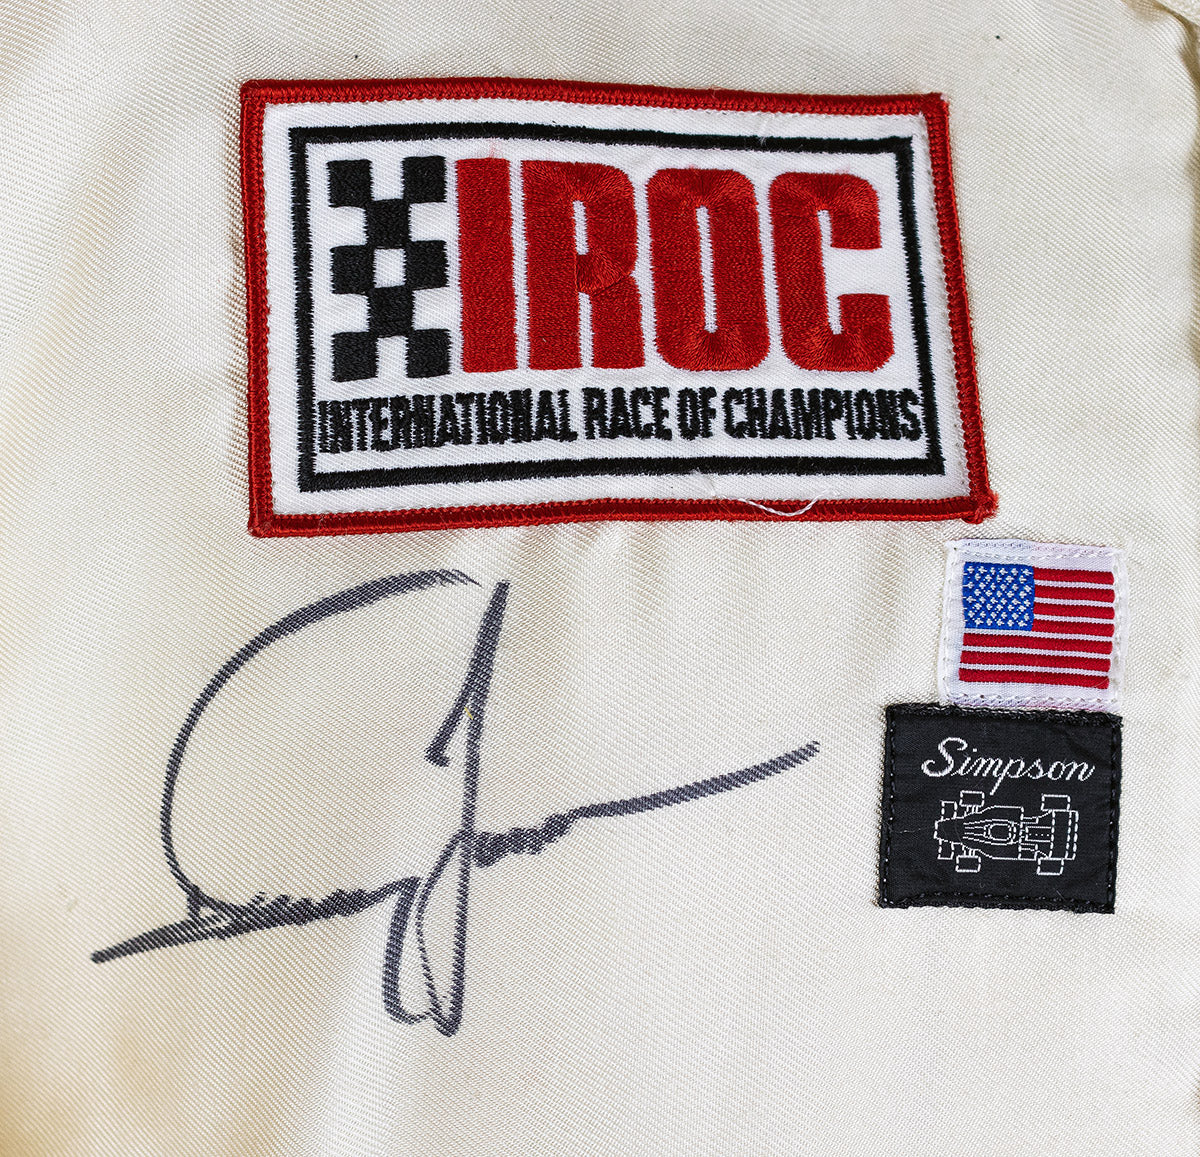 IROC
INTERNATIONAL RACE OF CHAMPIONS
Simpson